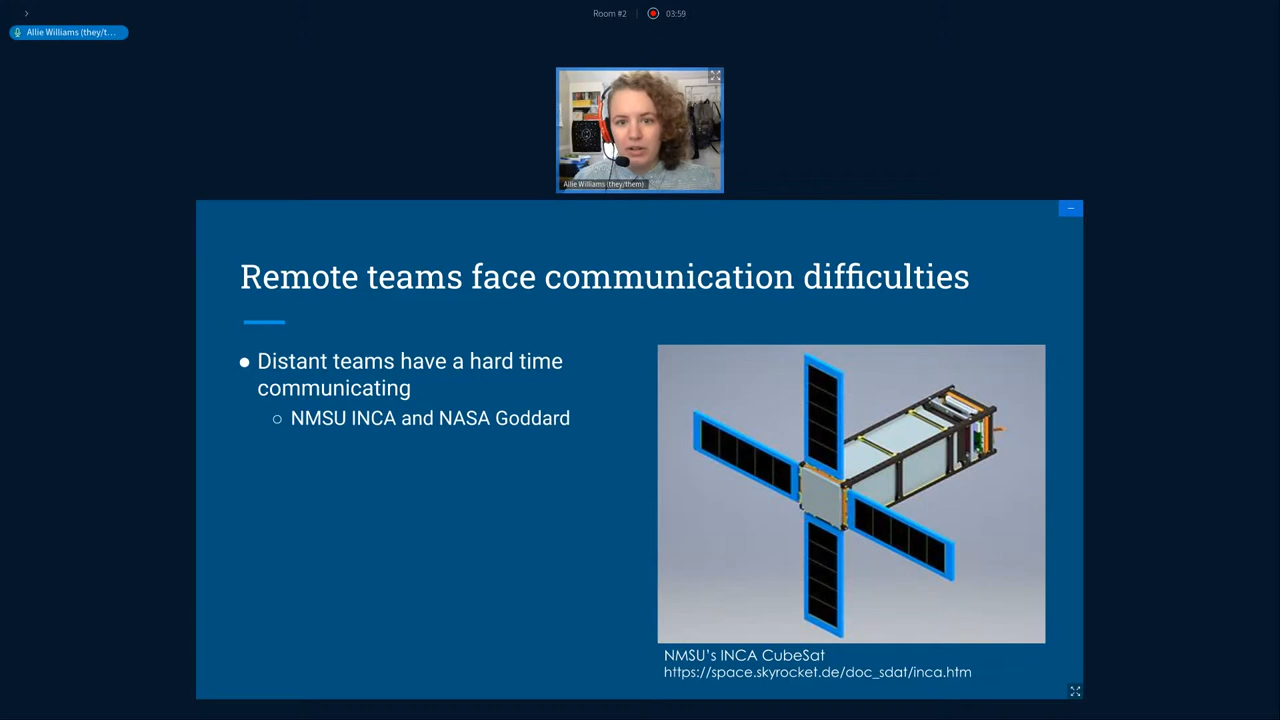 Room #2
03:59
Allie Williams (they/t...
Allie Williams (they/them)
Remote teams face communication difficulties
Distant teams have a hard time
communicating
NMSU INCA and NASA Goddard
NMSU's INCA CubeSat
https://space.skyrocket.de/doc_sdat/inca.htm